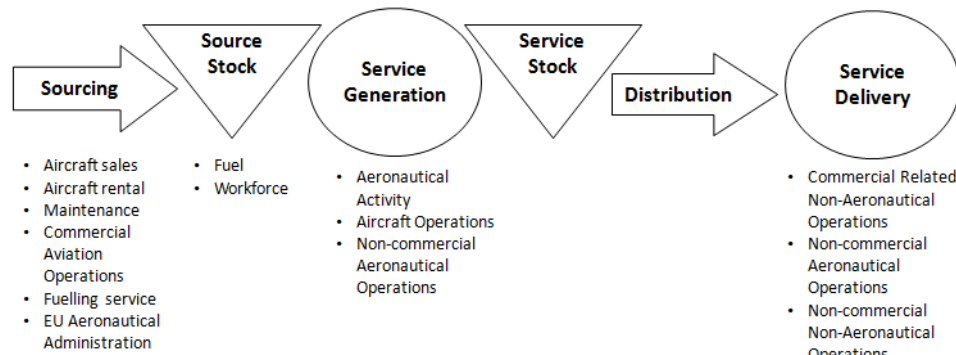 Sourcing
Source
Stock
Service
Generation
Service
Stock
Distribution
Service
Delivery
• Aircraft sales
• Aircraft rental
• Maintenance
• Commercial
Aviation
Operations
• Fuelling service
• EU Aeronautical
Administration
• Fuel
• Workforce
• Aeronautical
Activity
• Aircraft Operations
• Non-commercial
Aeronautical
Operations
• Commercial Related
Non-Aeronautical
Operations
• Non-commercial
Aeronautical
Operations
• Non-commercial
Non-Aeronautical
Operations